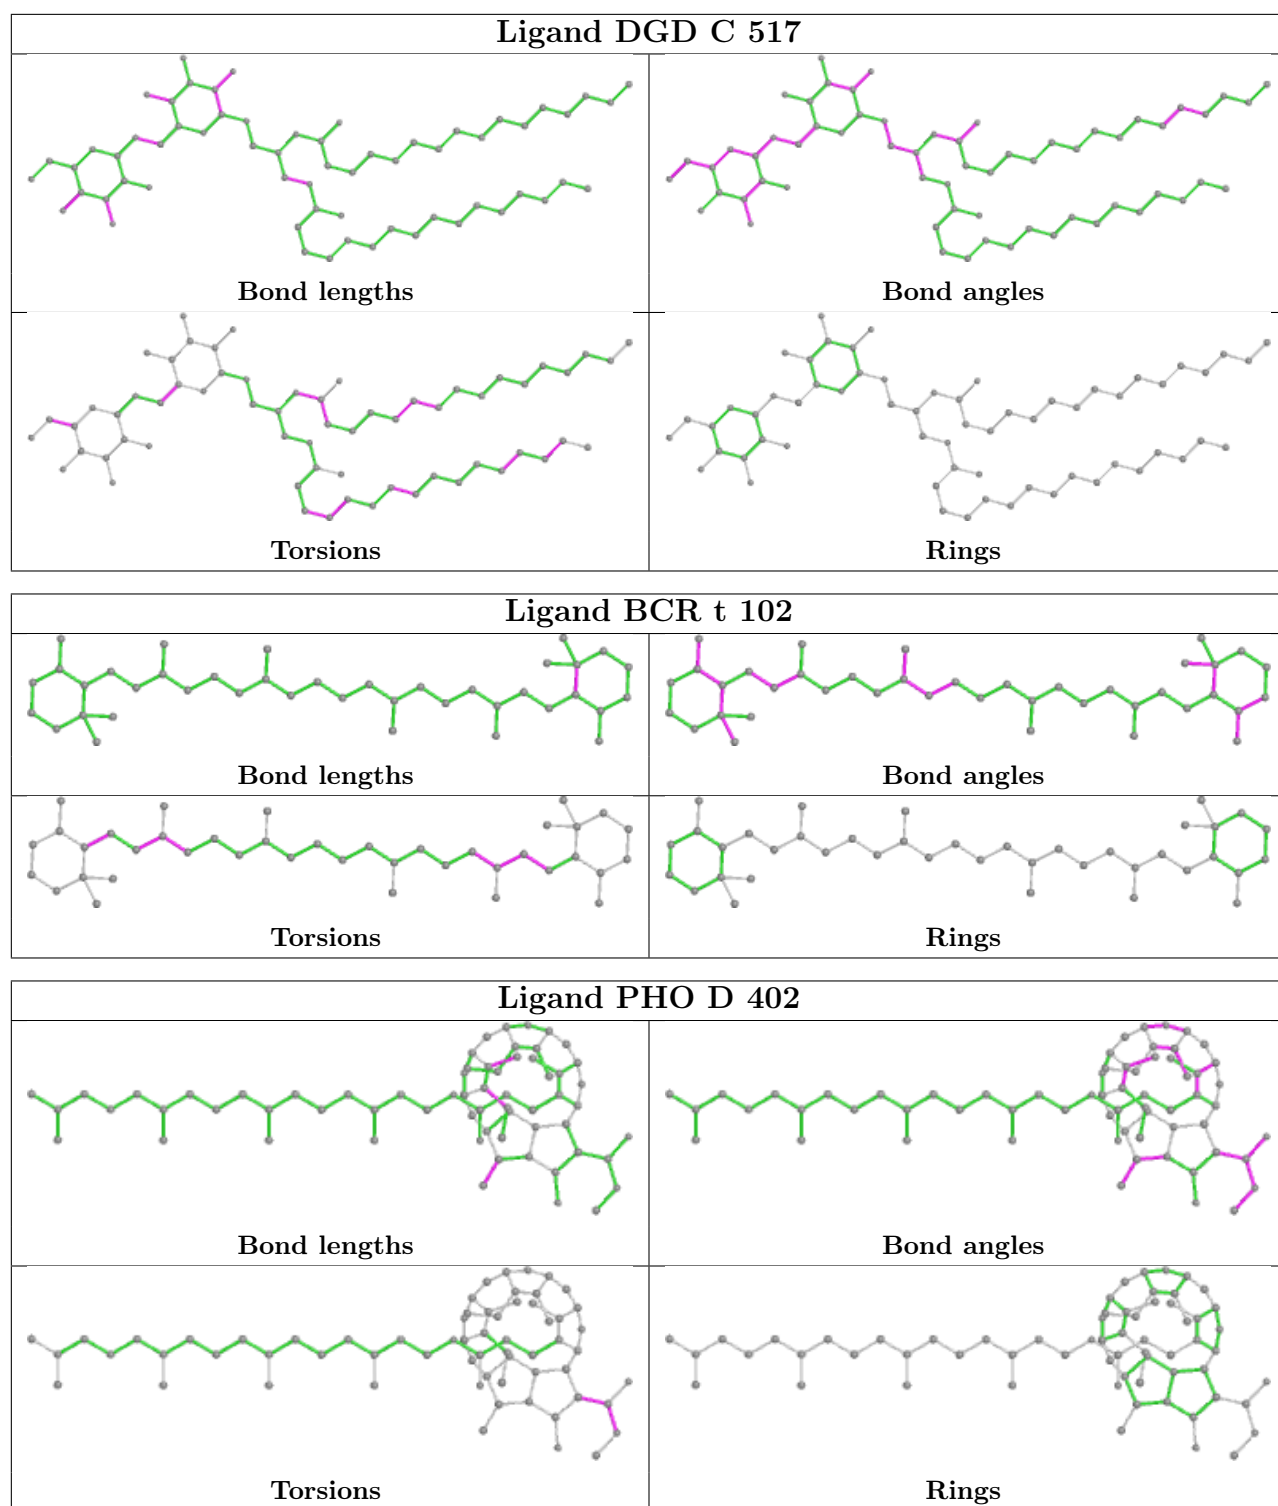 Ligand DGD C 517
Bond lengths
Bond angles
Torsions
Rings
Ligand BCR t 102
Bond lengths
Bond angles
Torsions
Rings
Ligand PHO D 402
Bond lengths
Bond angles
Torsions
Rings